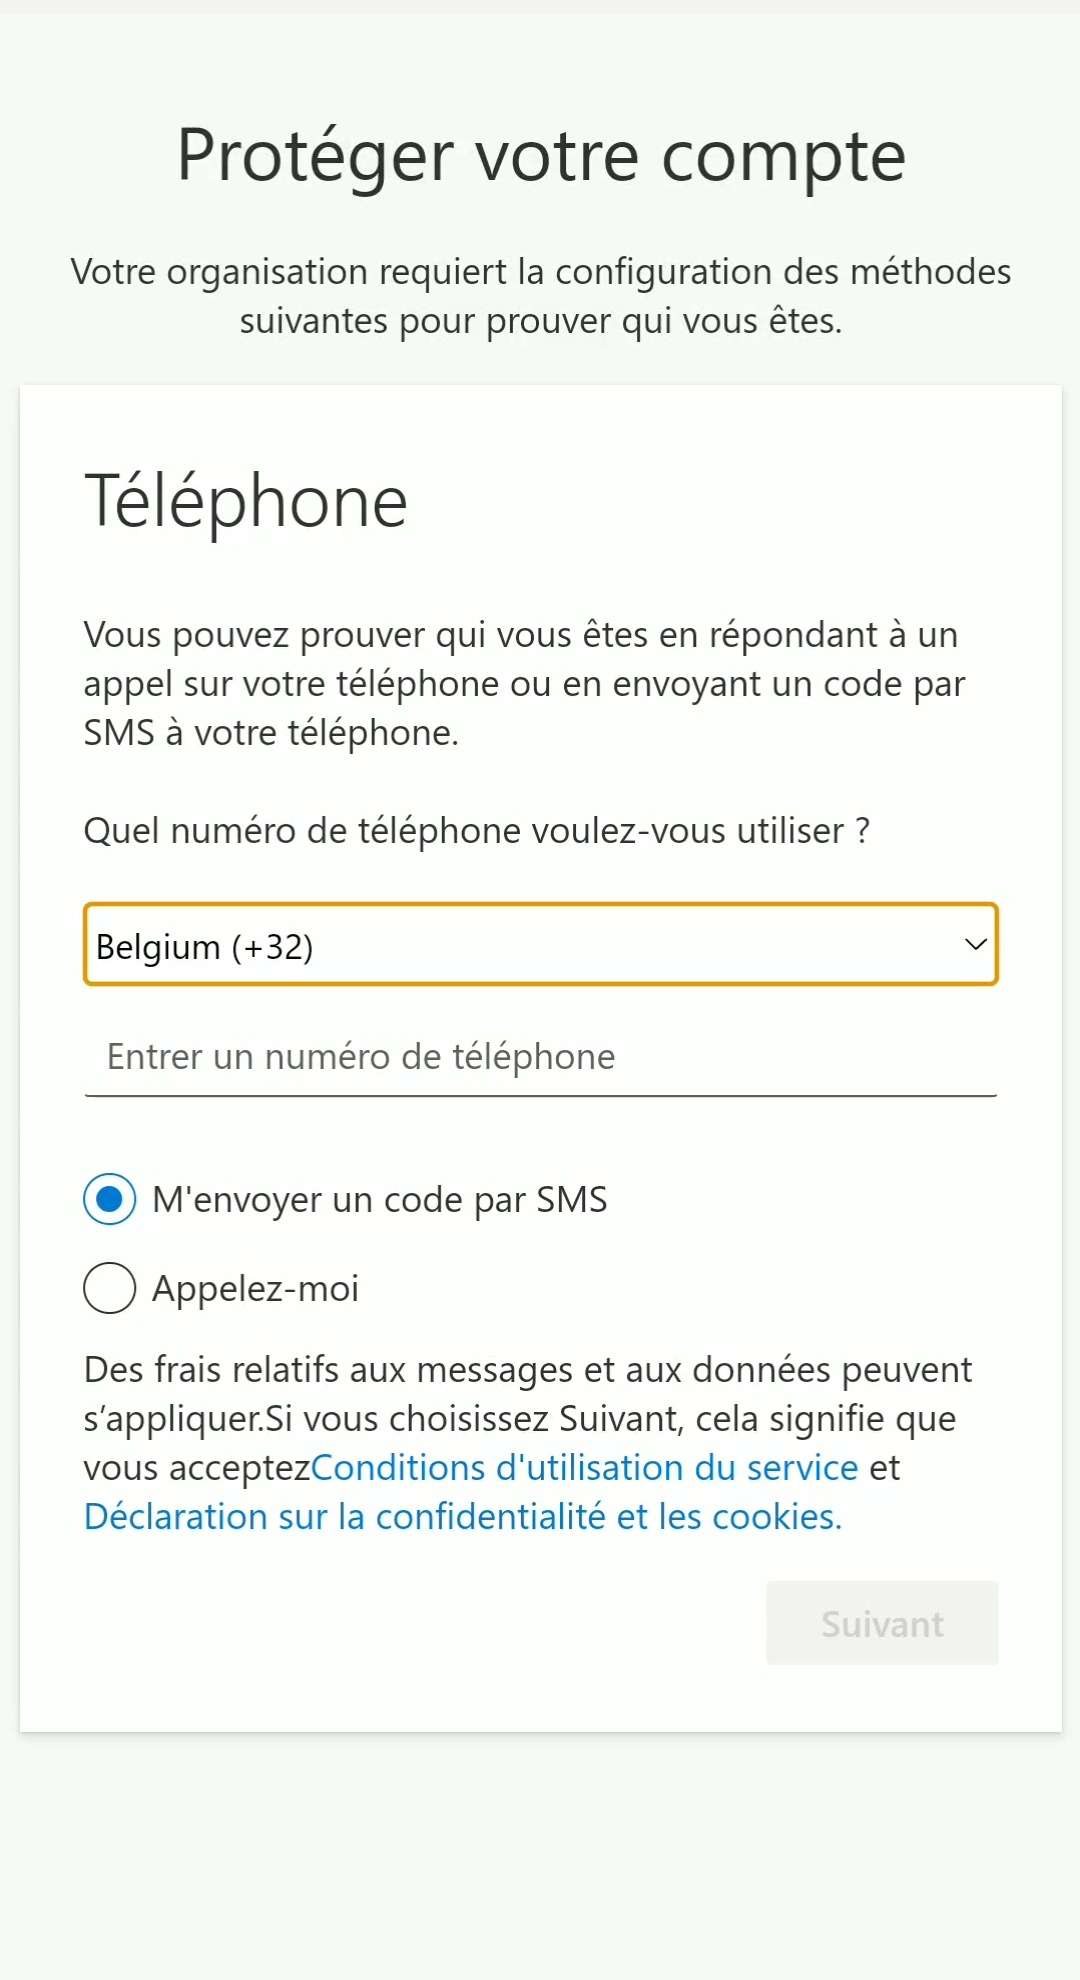 Protéger votre compte
Votre organisation requiert la configuration des méthodes
suivantes pour prouver qui vous êtes.
Téléphone
Vous pouvez prouver qui vous êtes en répondant à un
appel sur votre téléphone ou en envoyant un code par
SMS à votre téléphone.
Quel numéro de téléphone voulez-vous utiliser ?
Belgium (+32)
Entrer un numéro de téléphone
M'envoyer un code par SMS
Appelez-moi
Des frais relatifs aux messages et aux données peuvent
s’appliquer.Si vous choisissez Suivant, cela signifie que
vous acceptezConditions d'utilisation du service et
Déclaration sur la confidentialité et les cookies.
Suivant